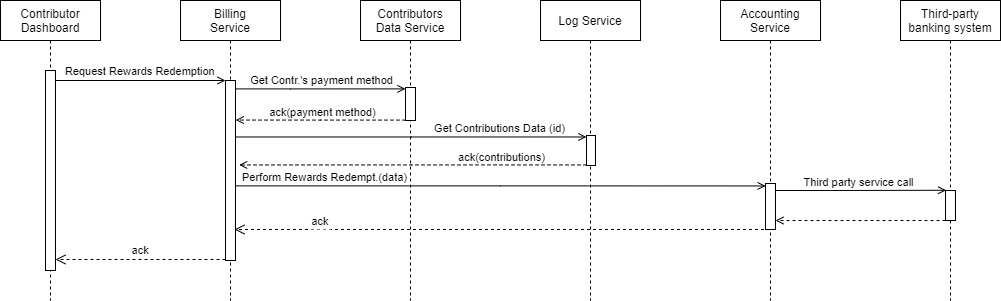 Contributor
Dashboard
Billing
Service
Contributors
Data Service
Log Service
Accounting
Service
Third-party
banking system
Request Rewards Redemption
Get Contr.'s payment method
ack(payment method)
Get Contributions Data (id)
ack(contributions)
Perform Rewards Redempt.(data)
Third party service call
ack
ack